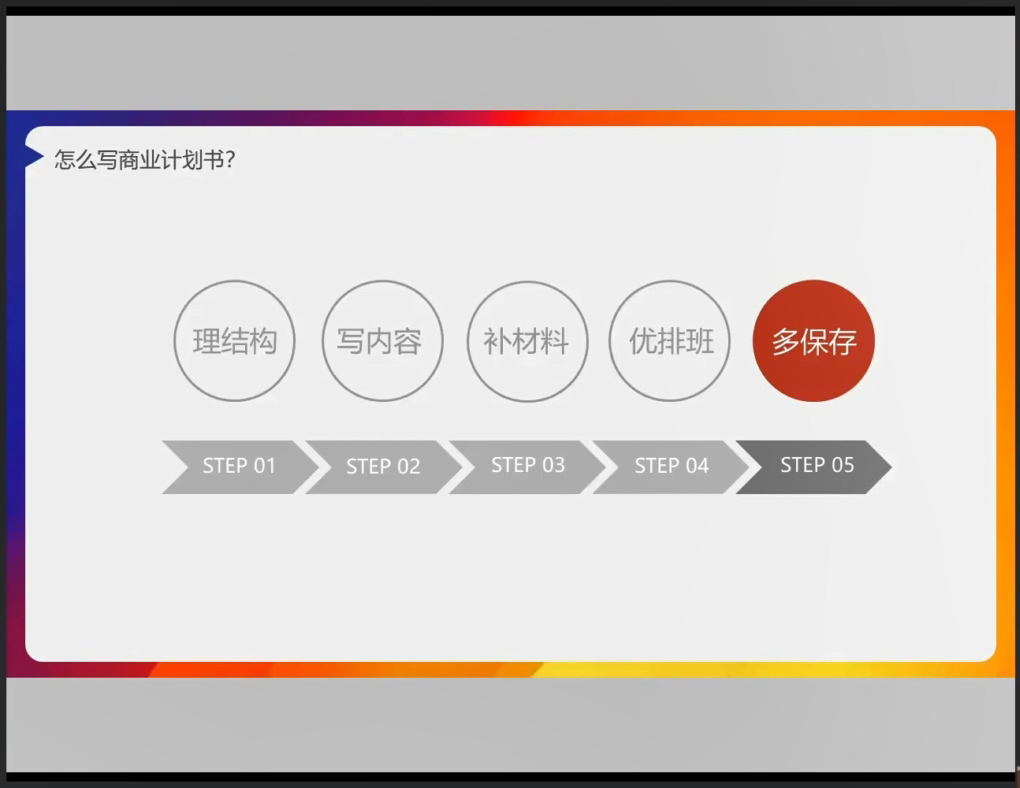 怎么写商业计划书？
理结构
写内容
补材料
优排班
多保存
STEP 01
STEP 02
STEP 03
STEP 04
STEP 05